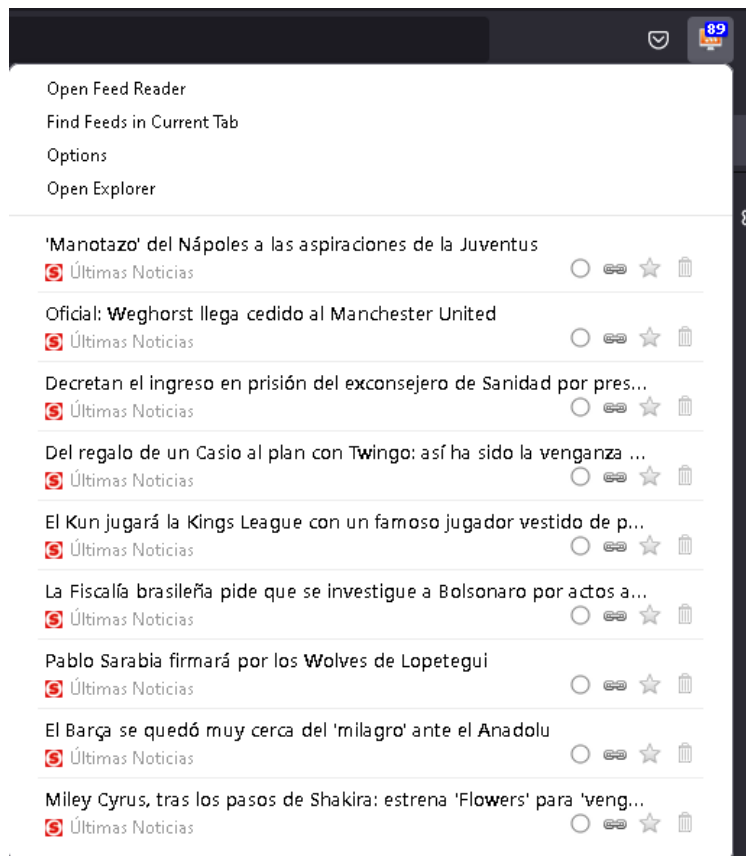 89
Open Feed Reader
Find Feeds in Current Tab
Options
Open Explorer
'Manotazo' del Nápoles a las aspiraciones de la Juventus
S Últimas Noticias
Oficial: Weghorst llega cedido al Manchester United
S Últimas Noticias
Decretan el ingreso en prisión del exconsejero de Sanidad por pres...
S Últimas Noticias
Del regalo de un Casio al plan con Twingo: así ha sido la venganza ...
S Últimas Noticias
El Kun jugará la Kings League con un famoso jugador vestido de p...
S Últimas Noticias
La Fiscalía brasileña pide que se investigue a Bolsonaro por actos a...
S Últimas Noticias
Pablo Sarabia firmará por los Wolves de Lopetegui
S Últimas Noticias
El Barça se quedó muy cerca del 'milagro' ante el Anadolu
S Últimas Noticias
Miley Cyrus, tras los pasos de Shakira: estrena 'Flowers' para 'veng...
S Últimas Noticias